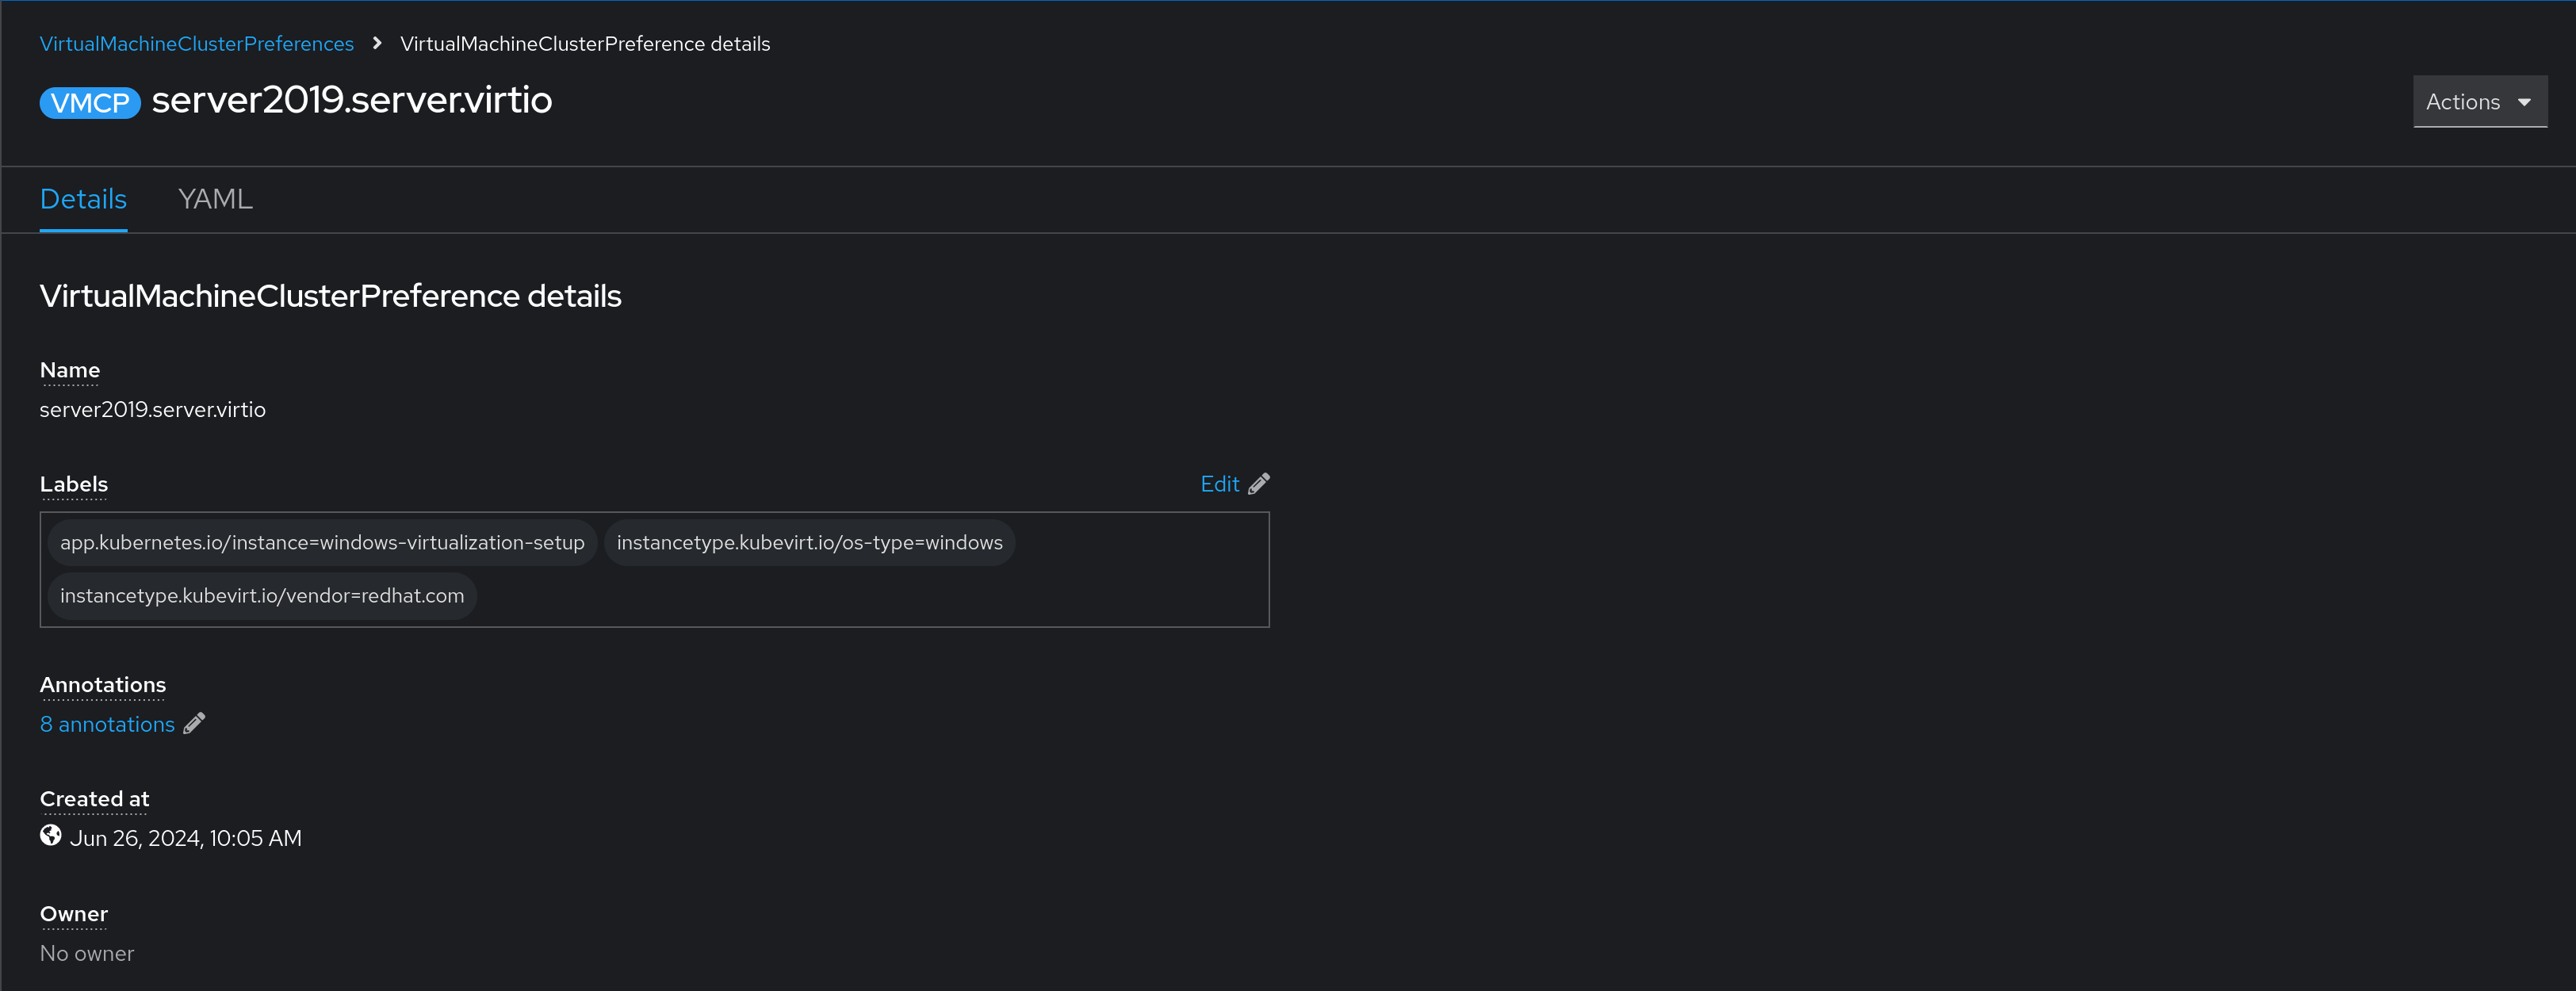 VirtualMachineClusterPreferences > VirtualMachineClusterPreference details
VMCP server2019.server.virtio
Actions
Details YAML
VirtualMachineClusterPreference details
Name
server2019.server.virtio
Labels Edit
app.kubernetes.io/instance=windows-virtualization-setup instancetype.kubevirt.io/os-type=windows
instancetype.kubevirt.io/vendor=redhat.com
Annotations
8 annotations
Created at
Jun 26, 2024, 10:05 AM
Owner
No owner